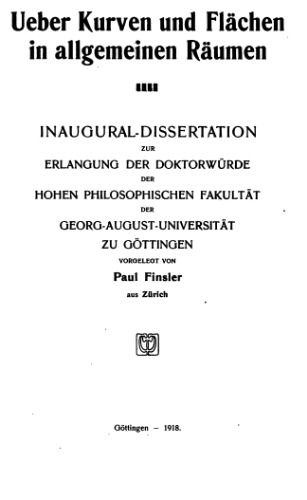 Ueber Kurven und Flächen
in allgemeinen Räumen
INAUGURAL-DISSERTATION
ZUR
ERLANGUNG DER DOKTORWÜRDE
DER
HOHEN PHILOSOPHISCHEN FAKULTÄT
DER
GEORG-AUGUST-UNIVERSITÄT
ZU GÖTTINGEN
VORGELEGT VON
Paul Finsler
aus Zürich
Göttingen – 1918.